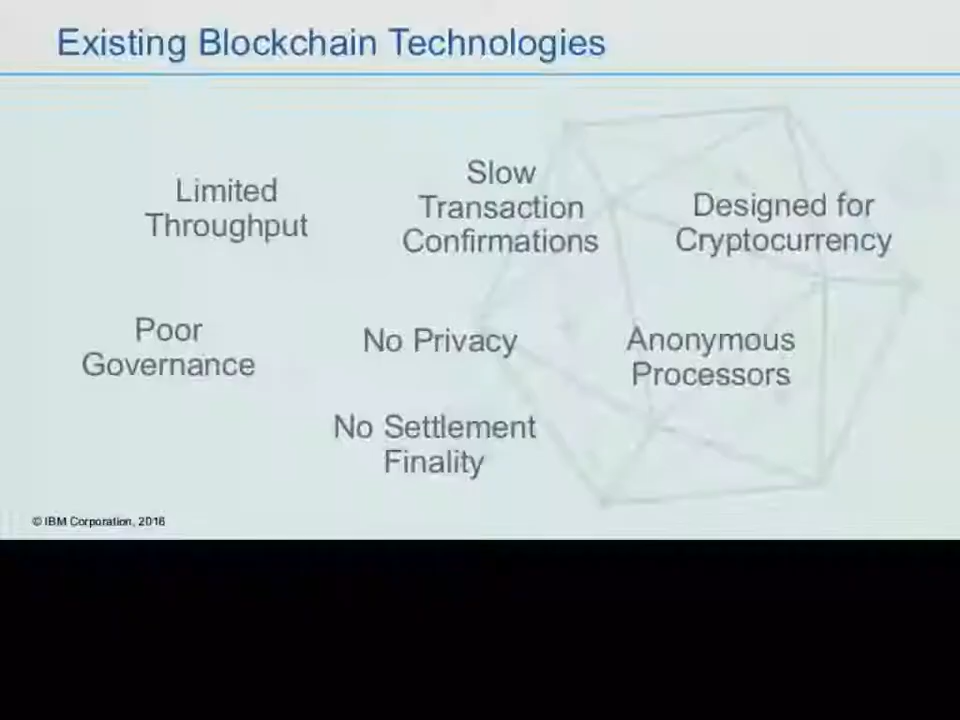 Existing Blockchain Technologies
Limited
Throughput
Slow
Transaction
Confirmations
Designed for
Cryptocurrency
Poor
Governance
No Privacy
Anonymous
Processors
No Settlement
Finality
© IBM Corporation, 2016